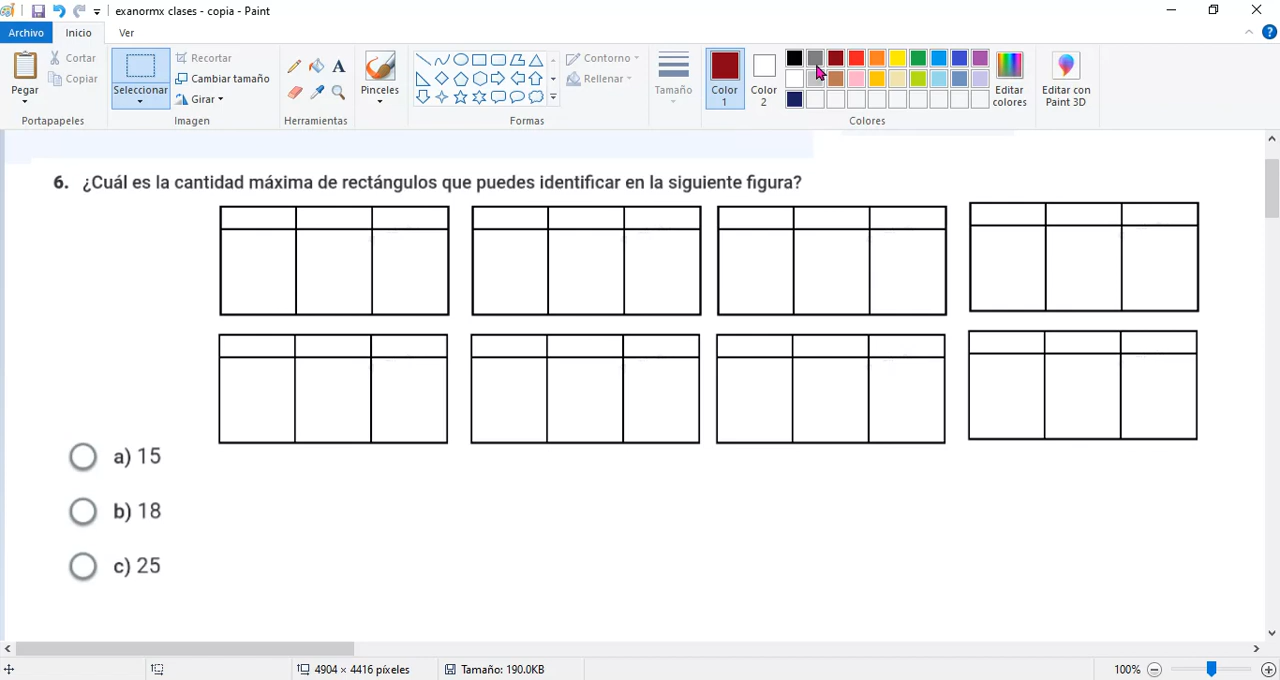 exanormx clases - copia - Paint
Archivo Inicio Ver
Pegar
Cortar
Copiar
Portapapeles
Seleccionar
Recortar
Cambiar tamaño
Girar
Imagen
A
Herramientas
Pinceles
Contorno
Rellenar
Formas
Tamaño
Color 1
Color 2
Colores
Editar colores
Editar con Paint 3D
6. ¿Cuál es la cantidad máxima de rectángulos que puedes identificar en la siguiente figura?
a) 15
b) 18
c) 25
4904 × 4416 píxeles
Tamaño: 190.0KB
100%